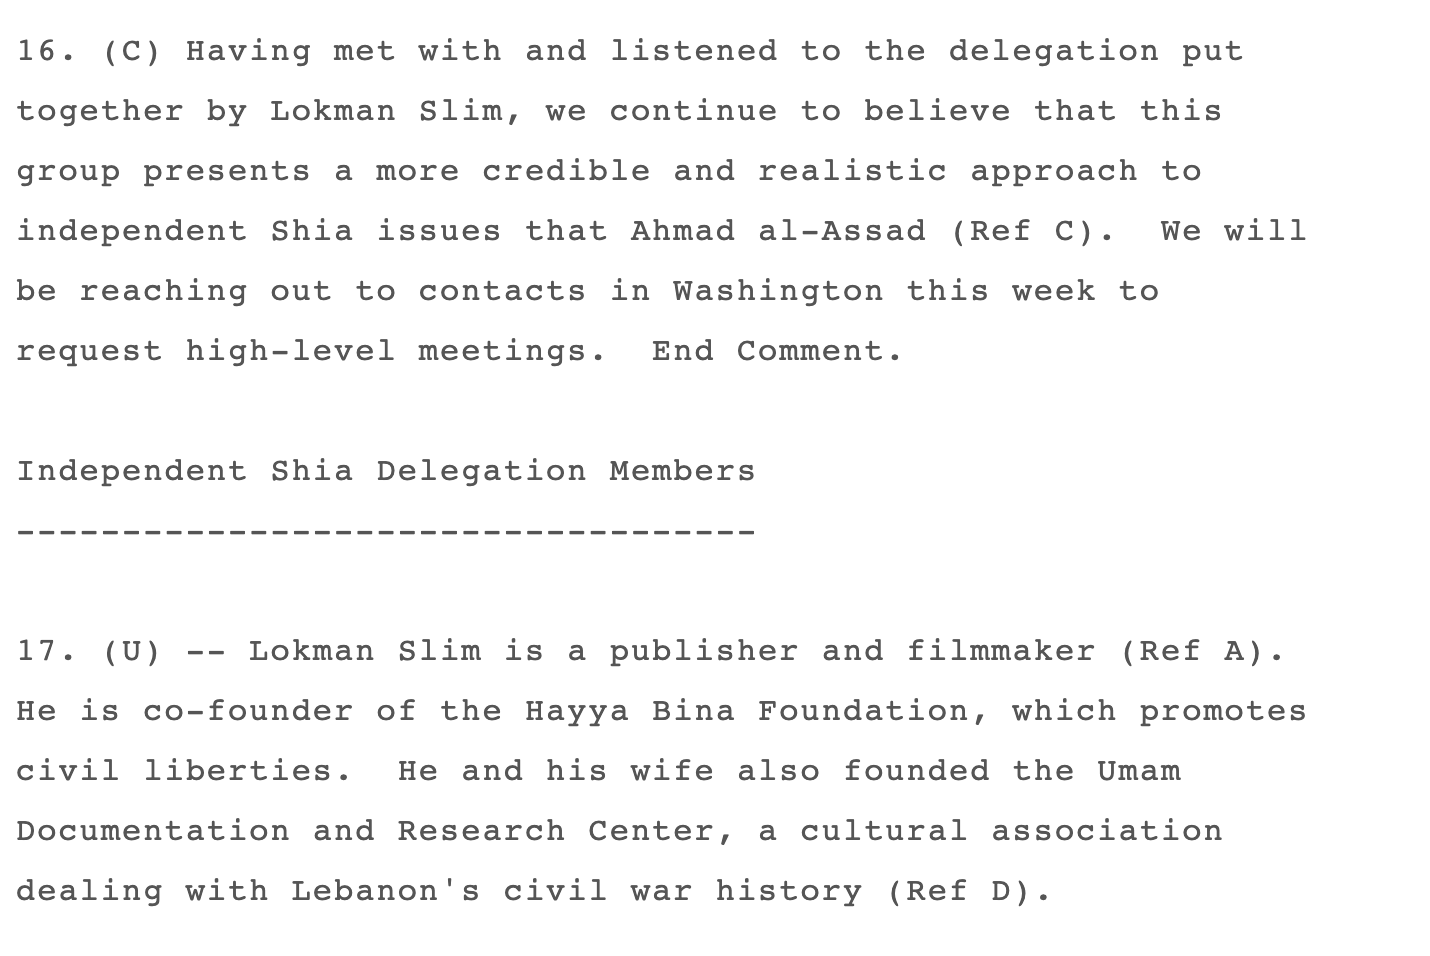 16. (C) Having met with and listened to the delegation put
together by Lokman Slim, we continue to believe that this
group presents a more credible and realistic approach to
independent Shia issues that Ahmad al-Assad (Ref C).  We will
be reaching out to contacts in Washington this week to
request high-level meetings.  End Comment.
Independent Shia Delegation Members
-----------------------------------
17. (U) -- Lokman Slim is a publisher and filmmaker (Ref A).
He is co-founder of the Hayya Bina Foundation, which promotes
civil liberties.  He and his wife also founded the Umam
Documentation and Research Center, a cultural association
dealing with Lebanon's civil war history (Ref D).